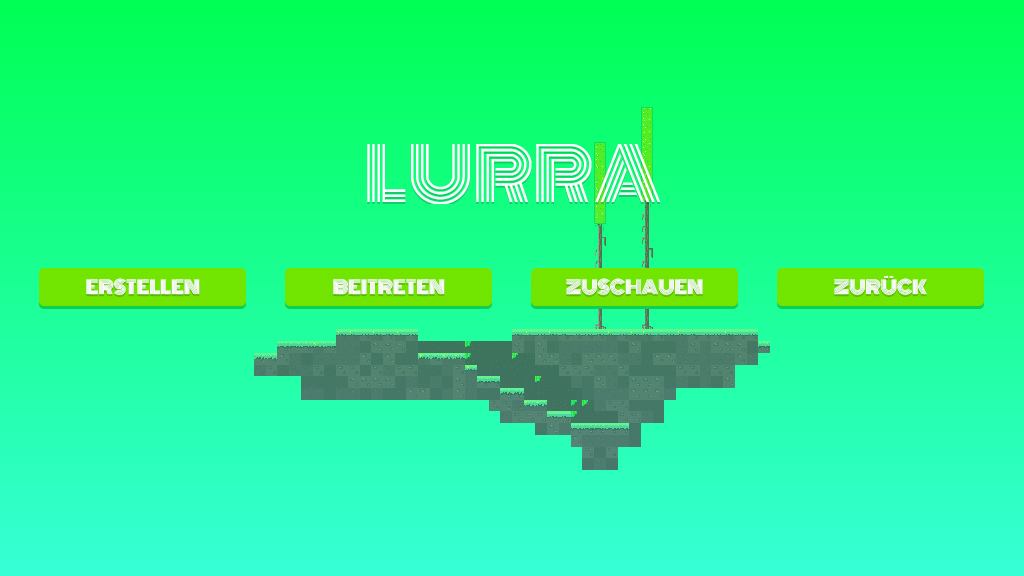 LURRA
ERSTELLEN
BEITRETEN
ZUSCHAUEN
ZURÜCK